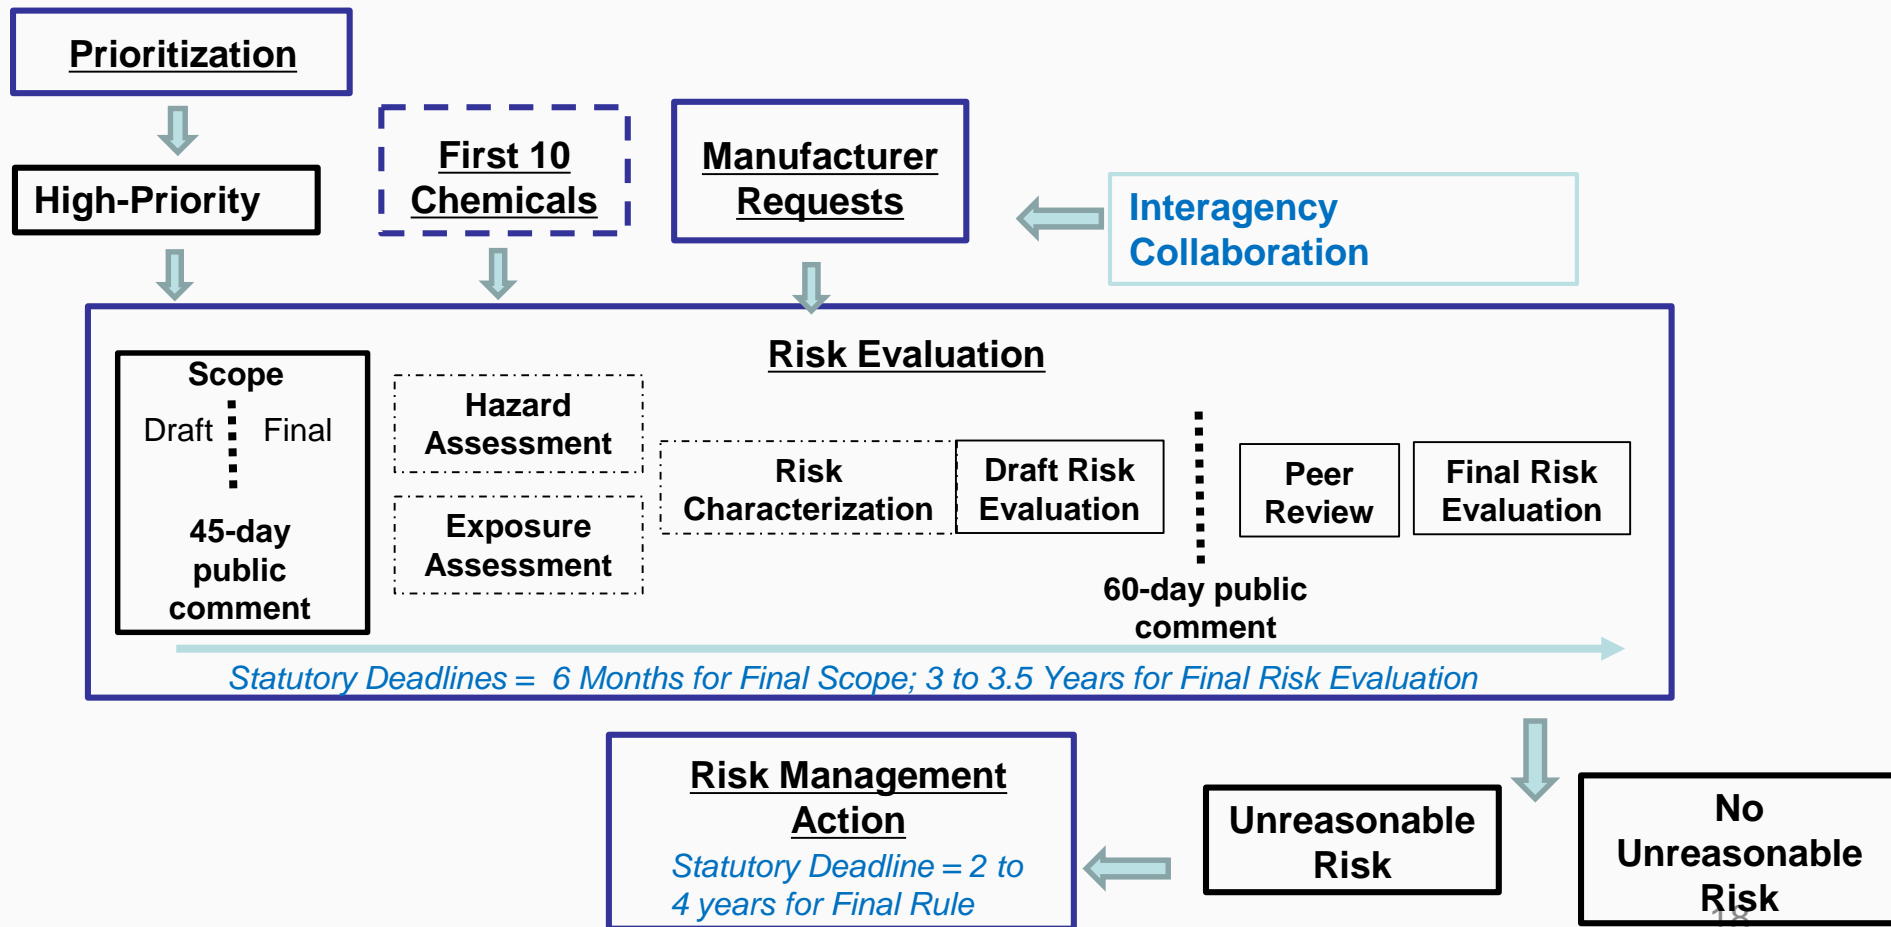 Prioritization
High-Priority
First 10
Chemicals
Manufacturer
Requests
Interagency
Collaboration
Risk Evaluation
Scope
Draft
Final
45-day
public
comment
Hazard
Assessment
Exposure
Assessment
Risk
Characterization
Draft Risk
Evaluation
60-day public
comment
Peer
Review
Final Risk
Evaluation
Statutory Deadlines = 6 Months for Final Scope; 3 to 3.5 Years for Final Risk Evaluation
Risk Management
Action
Statutory Deadline = 2 to
4 years for Final Rule
Unreasonable
Risk
No
Unreasonable
Risk
18